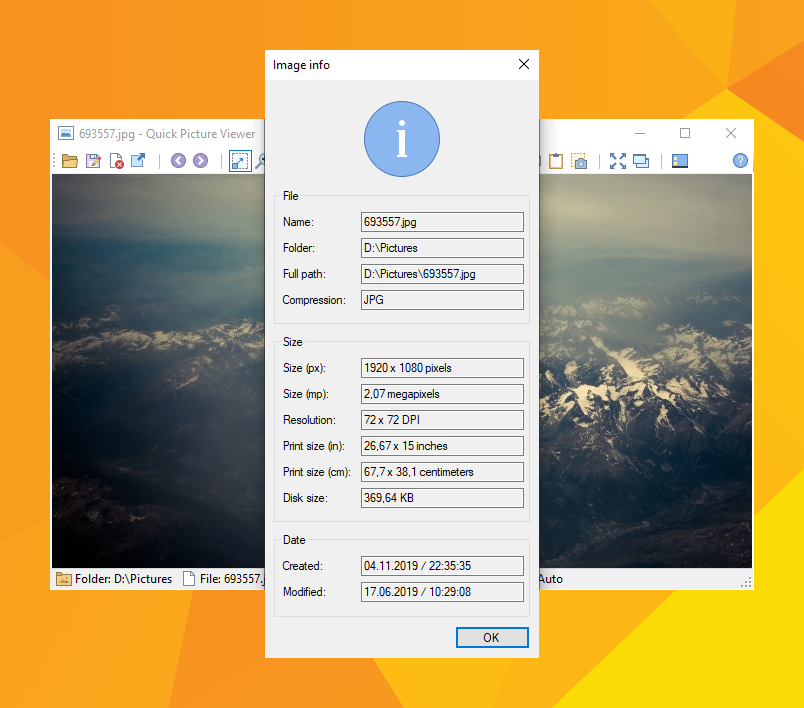 Image info
693557.jpg - Quick Picture Viewer
i
File
Name: 693557.jpg
Folder: D:\Pictures
Full path: D:\Pictures\693557.jpg
Compression: JPG
Size
Size (px): 1920 x 1080 pixels
Size (mp): 2,07 megapixels
Resolution: 72 x 72 DPI
Print size (in): 26,67 x 15 inches
Print size (cm): 67,7 x 38,1 centimeters
Disk size: 369,64 KB
Date
Created: 04.11.2019 / 22:35:35
Modified: 17.06.2019 / 10:29:08
Folder: D:\Pictures File: 693557.j Auto
OK